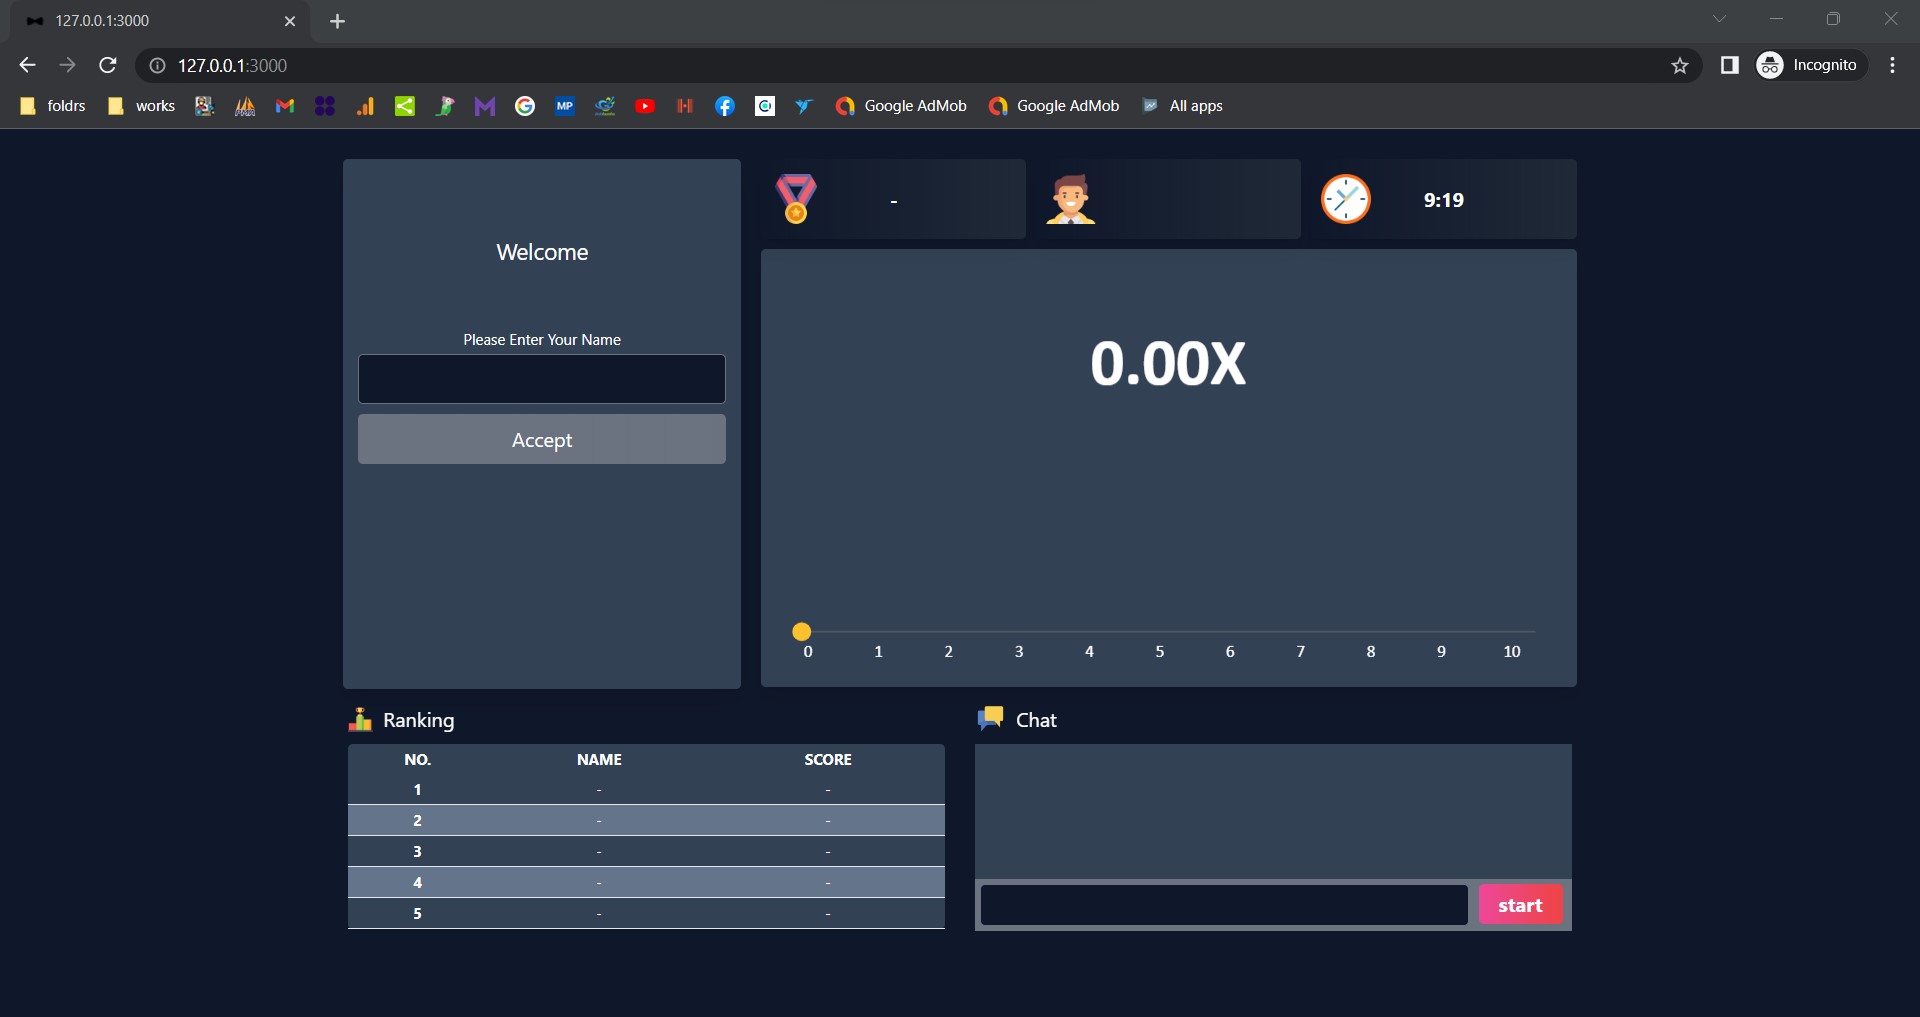 127.0.0.1:3000
127.0.0.1:3000
Incognito
foldrs works MP Google AdMob Google AdMob All apps
Welcome
Please Enter Your Name
Accept
-
9:19
0.00X
0 1 2 3 4 5 6 7 8 9 10
Ranking
NO. NAME SCORE
1 - -
2 - -
3 - -
4 - -
5 - -
Chat
start